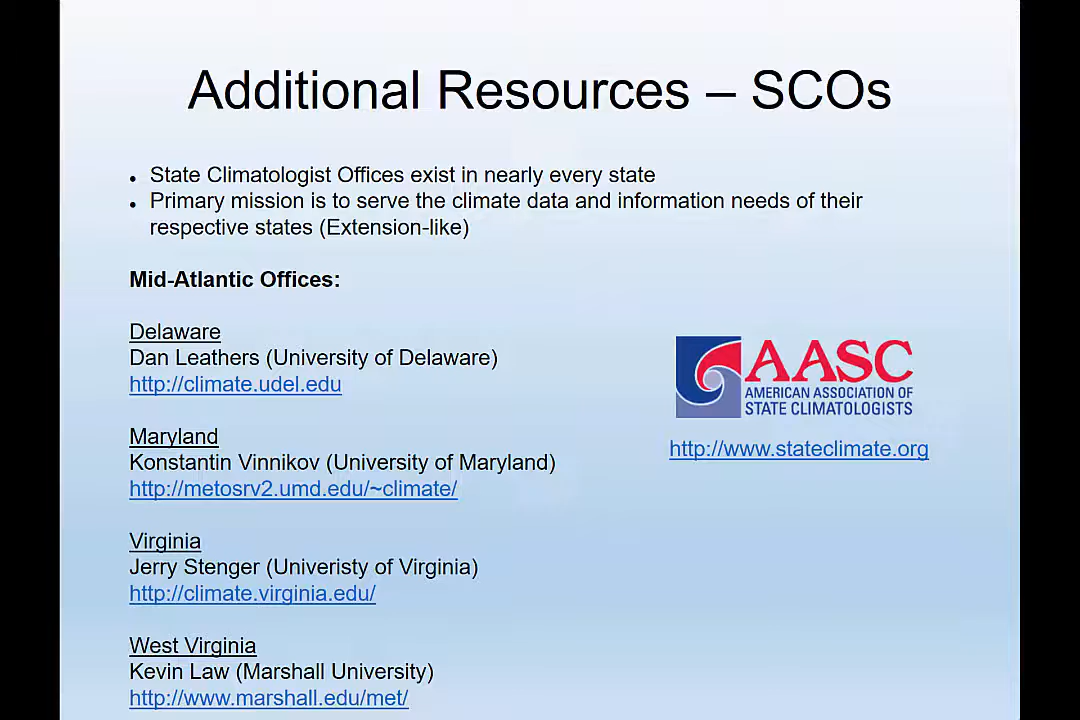 Additional Resources – SCOs
• State Climatologist Offices exist in nearly every state
• Primary mission is to serve the climate data and information needs of their
respective states (Extension-like)
Mid-Atlantic Offices:
Delaware
Dan Leathers (University of Delaware)
http://climate.udel.edu
Maryland
Konstantin Vinnikov (University of Maryland)
http://metosrv2.umd.edu/~climate/
Virginia
Jerry Stenger (Univeristy of Virginia)
http://climate.virginia.edu/
West Virginia
Kevin Law (Marshall University)
http://www.marshall.edu/met/
AASC
AMERICAN ASSOCIATION OF
STATE CLIMATOLOGISTS
http://www.stateclimate.org